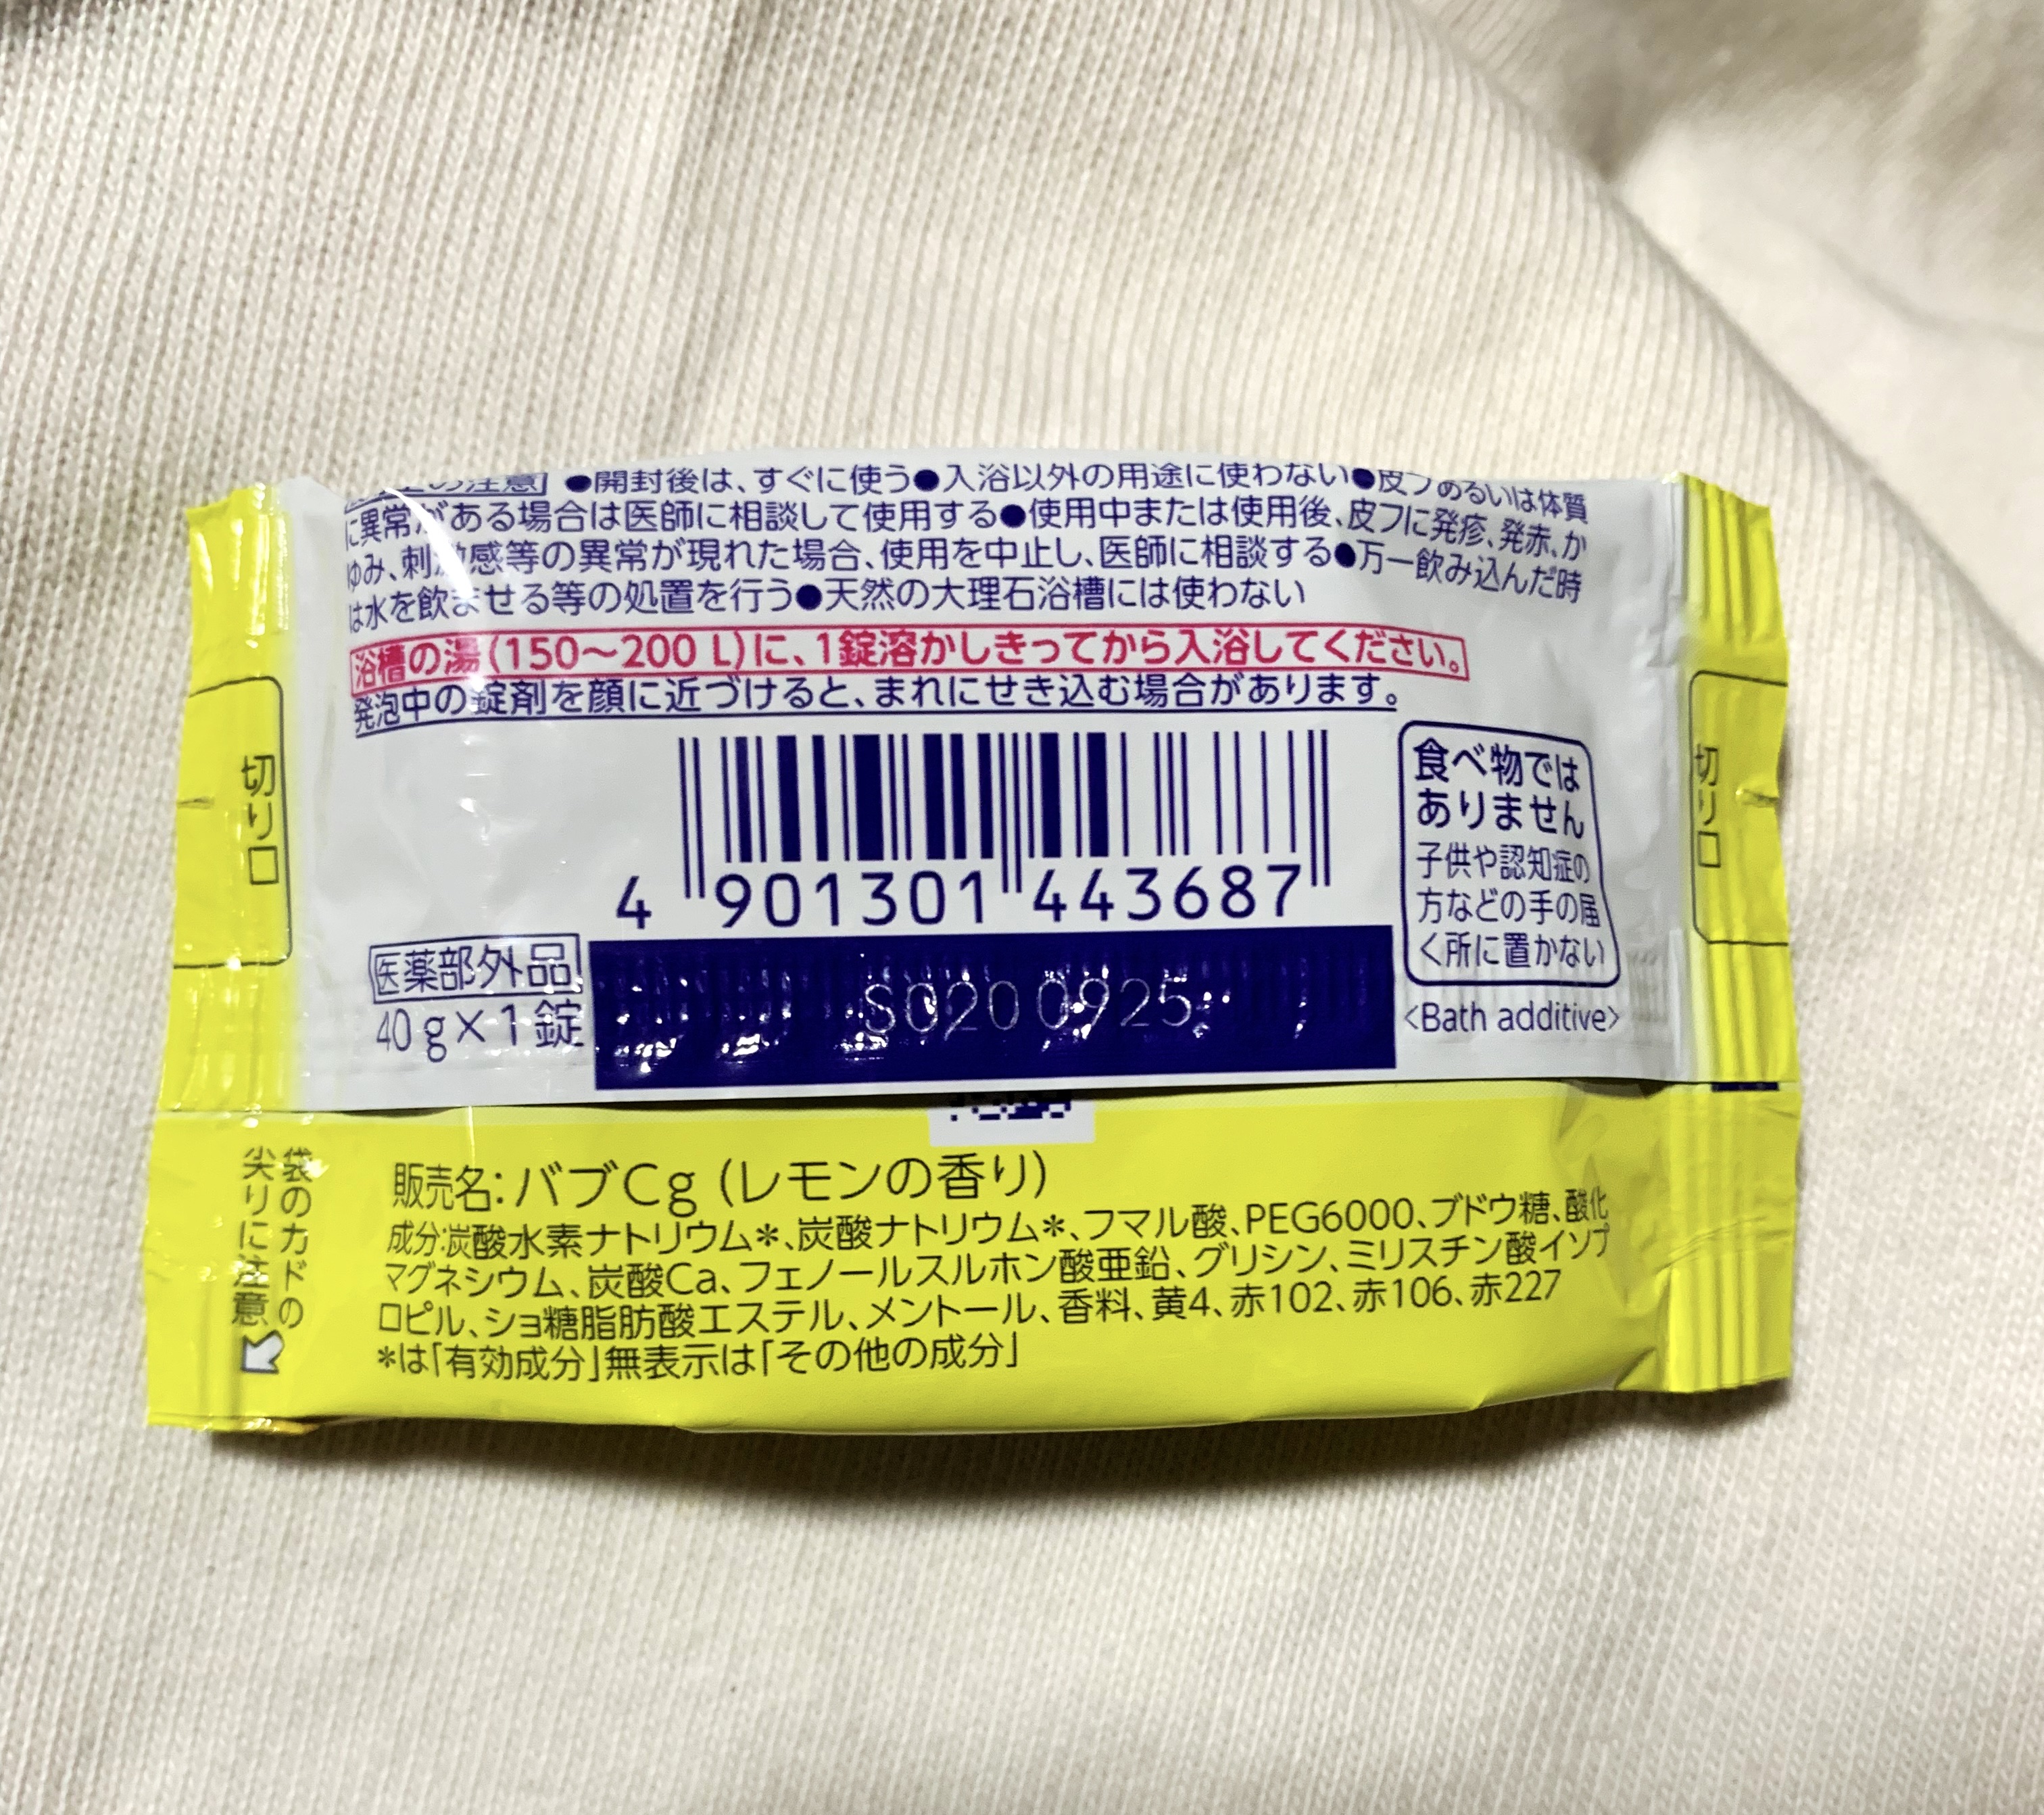 の注意 ●開封後は、すぐに使う●入浴以外の用途に使わない●皮フあるいは体質
に異常がある場合は医師に相談して使用する●使用中または使用後、皮フに発疹、発赤、か
ゆみ、刺激感等の異常が現れた場合、使用を中止し、医師に相談する●万一飲み込んだ時
は水を飲ませる等の処置を行う●天然の大理石浴槽には使わない
浴槽の湯(150～200 L)に、1錠溶かしきってから入浴してください。
発泡中の錠剤を顔に近づけると、まれにせき込む場合があります。
切り口
切り口
4 901301 443687
食べ物では
ありません
子供や認知症の
方などの手の届
く所に置かない
医薬部外品
40g×1錠
S0200925
<Bath additive>
袋のカドの
尖りに注意
販売名:バブCg(レモンの香り)
成分:炭酸水素ナトリウム*、炭酸ナトリウム*、フマル酸、PEG6000、ブドウ糖、酸化
マグネシウム、炭酸Ca、フェノールスルホン酸亜鉛、グリシン、ミリスチン酸イソプ
ロピル、ショ糖脂肪酸エステル、メントール、香料、黄4、赤102、赤106、赤227
*は「有効成分」無表示は「その他の成分」